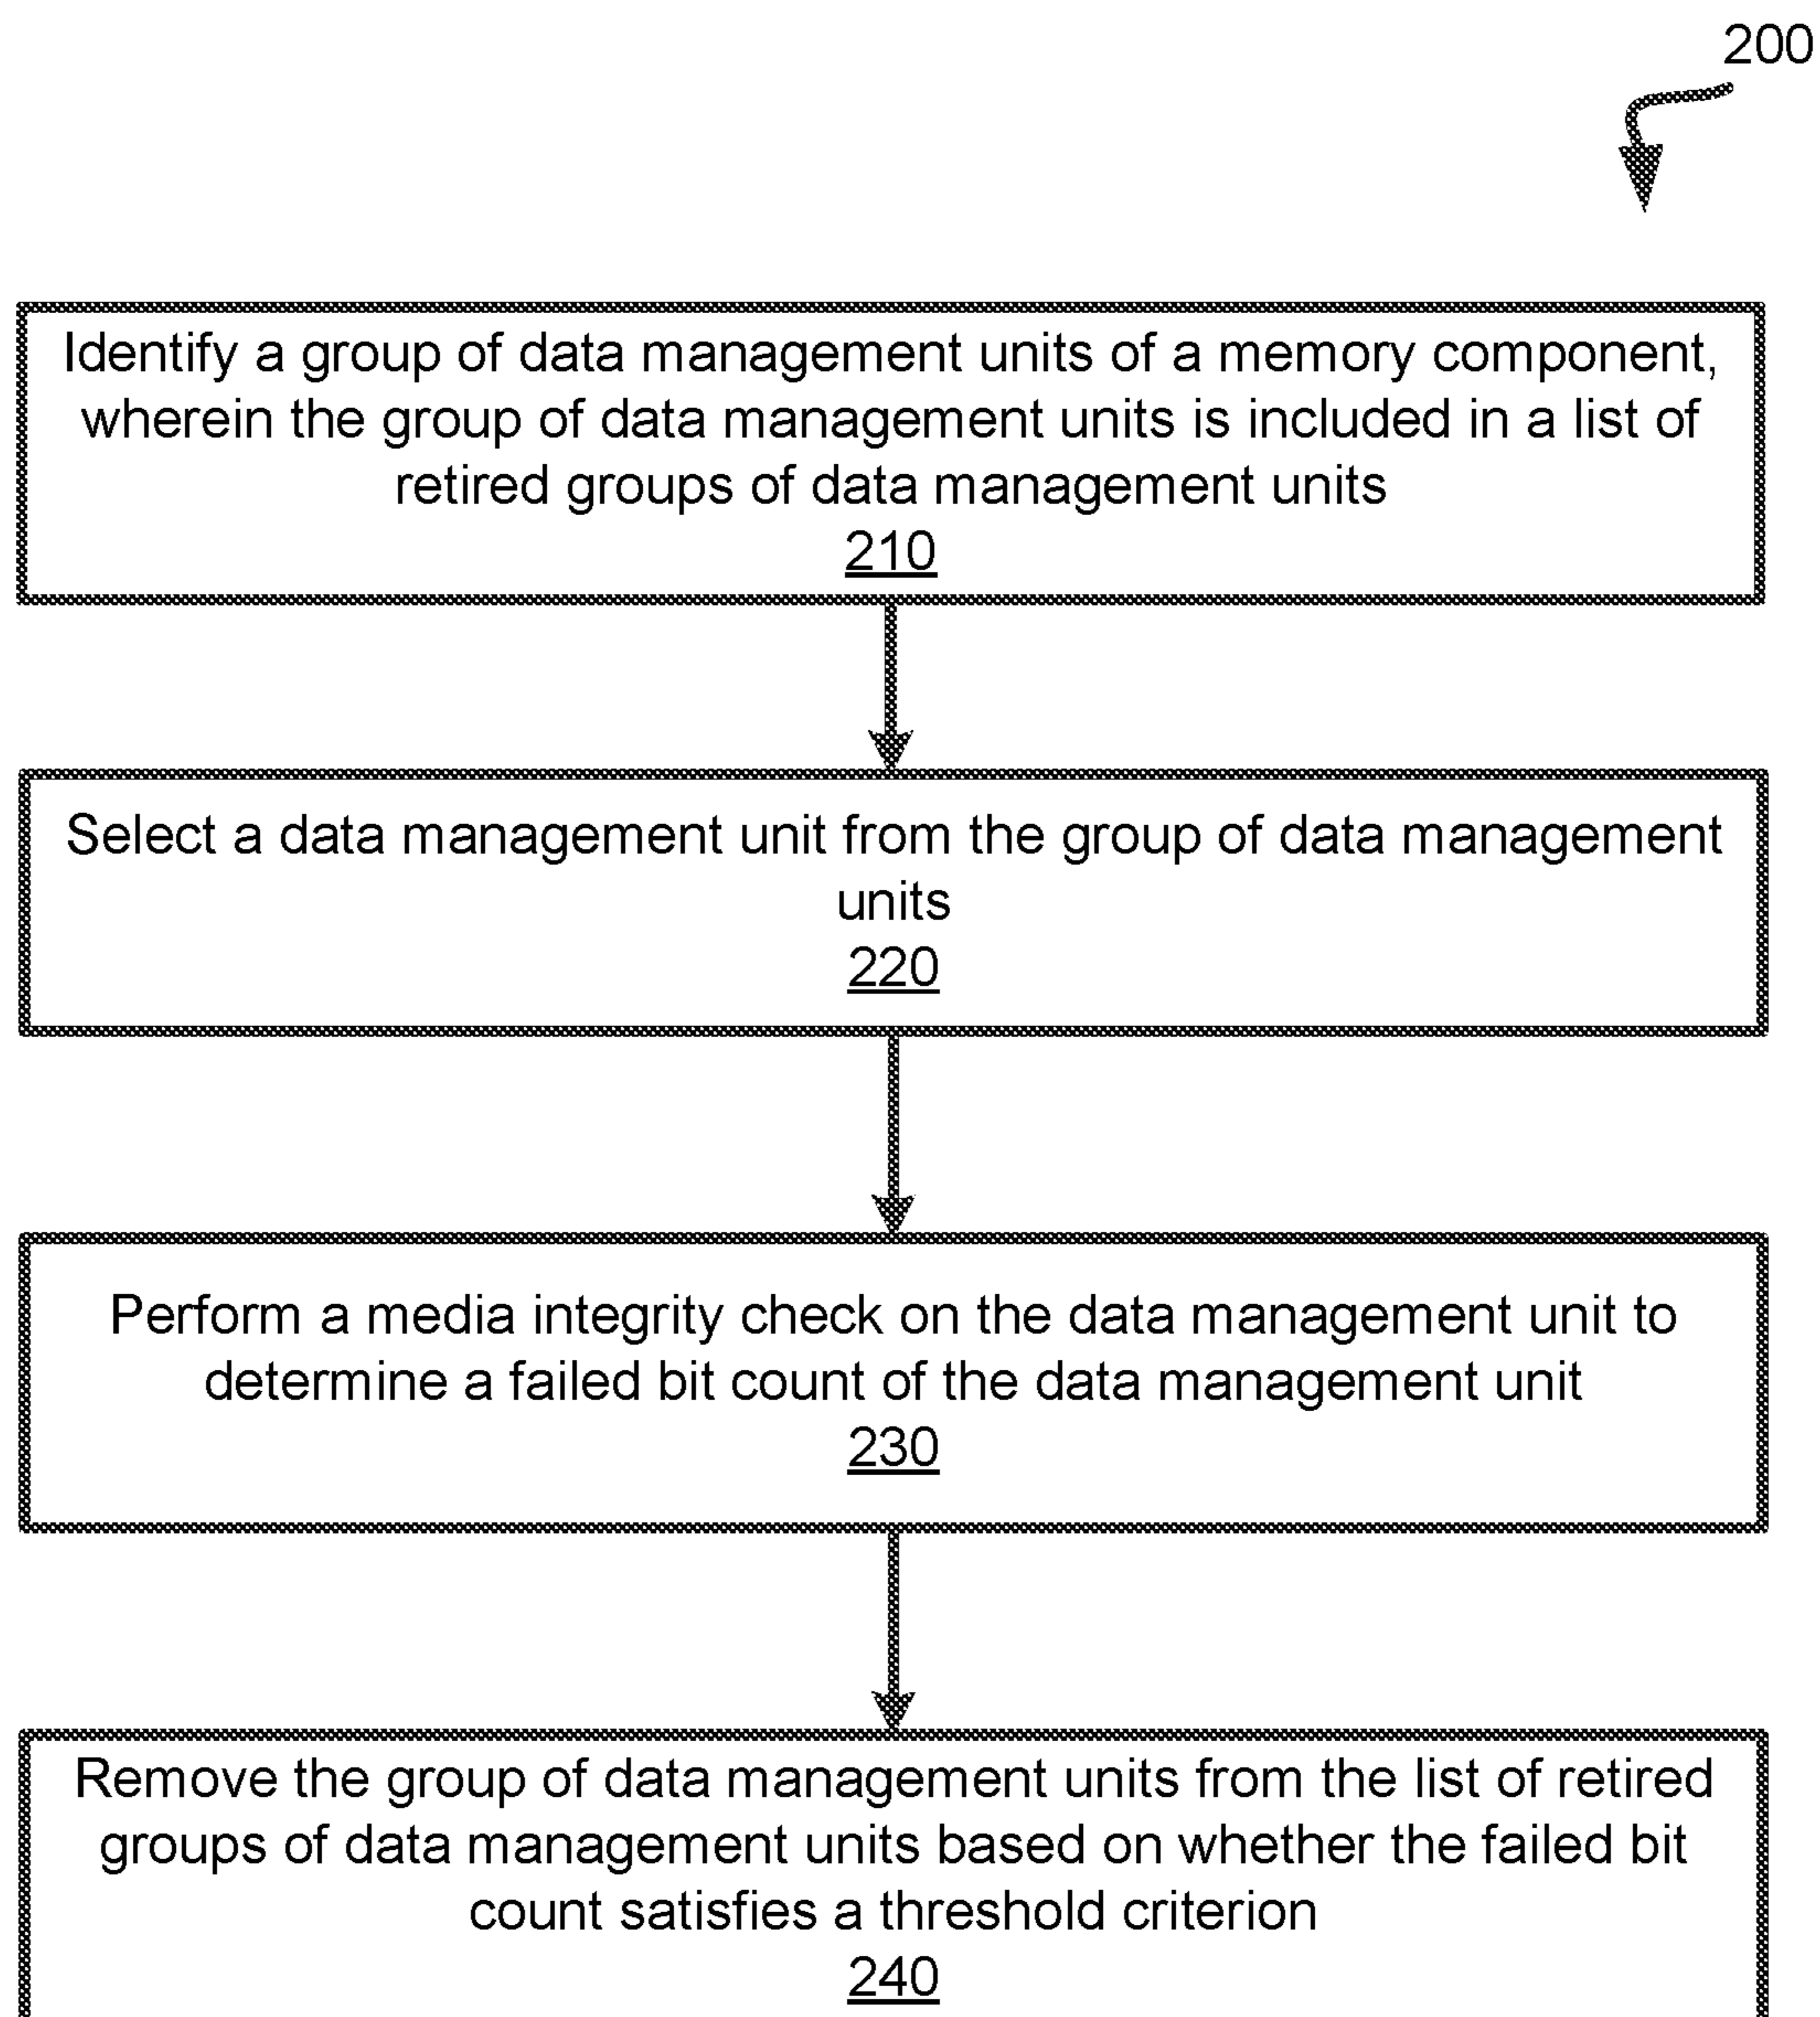 200
Identify a group of data management units of a memory component,
wherein the group of data management units is included in a list of
retired groups of data management units
210
Select a data management unit from the group of data management
units
220
Perform a media integrity check on the data management unit to
determine a failed bit count of the data management unit
230
Remove the group of data management units from the list of retired
groups of data management units based on whether the failed bit
count satisfies a threshold criterion
240